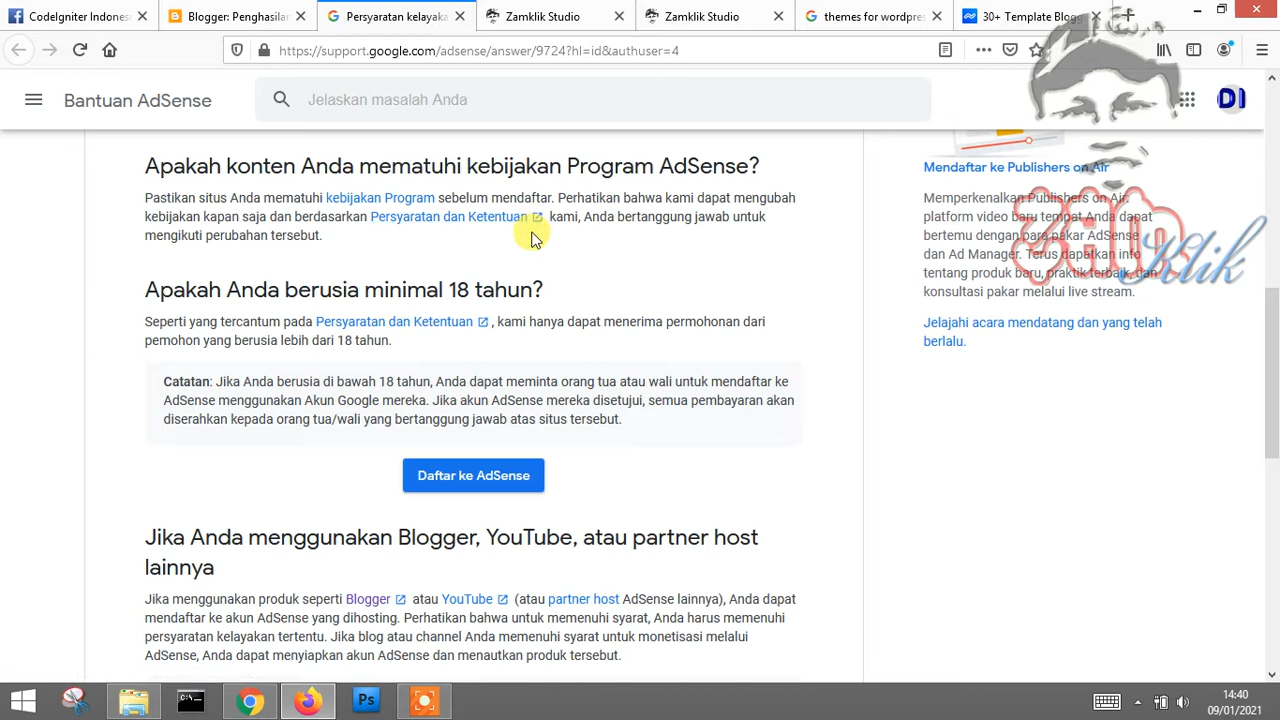 CodeIgniter Indones
Blogger: Penghasilan
Persyaratan kelayaka
Zamklik Studio
Zamklik Studio
themes for wordpres
30+ Template Blogg
https://support.google.com/adsense/answer/9724?hl=id&authuser=4
Bantuan AdSense
Jelaskan masalah Anda
DI
Apakah konten Anda mematuhi kebijakan Program AdSense?
Pastikan situs Anda mematuhi kebijakan Program sebelum mendaftar. Perhatikan bahwa kami dapat mengubah
kebijakan kapan saja dan berdasarkan Persyaratan dan Ketentuan kami, Anda bertanggung jawab untuk
mengikuti perubahan tersebut.
Apakah Anda berusia minimal 18 tahun?
Seperti yang tercantum pada Persyaratan dan Ketentuan , kami hanya dapat menerima permohonan dari
pemohon yang berusia lebih dari 18 tahun.
Catatan: Jika Anda berusia di bawah 18 tahun, Anda dapat meminta orang tua atau wali untuk mendaftar ke
AdSense menggunakan Akun Google mereka. Jika akun AdSense mereka disetujui, semua pembayaran akan
diserahkan kepada orang tua/wali yang bertanggung jawab atas situs tersebut.
Daftar ke AdSense
Jika Anda menggunakan Blogger, YouTube, atau partner host
lainnya
Jika menggunakan produk seperti Blogger atau YouTube (atau partner host AdSense lainnya), Anda dapat
mendaftar ke akun AdSense yang dihosting. Perhatikan bahwa untuk memenuhi syarat, Anda harus memenuhi
persyaratan kelayakan tertentu. Jika blog atau channel Anda memenuhi syarat untuk monetisasi melalui
AdSense, Anda dapat menyiapkan akun AdSense dan menautkan produk tersebut.
Mendaftar ke Publishers on Air
Memperkenalkan Publishers on Air,
platform video baru tempat Anda dapat
bertemu dengan para pakar AdSense
dan Ad Manager. Terus dapatkan info
tentang produk baru, praktik terbaik, dan
konsultasi pakar melalui live stream.
Jelajahi acara mendatang dan yang telah
berlalu.
Zam
Klik
Ps
14:40
09/01/2021